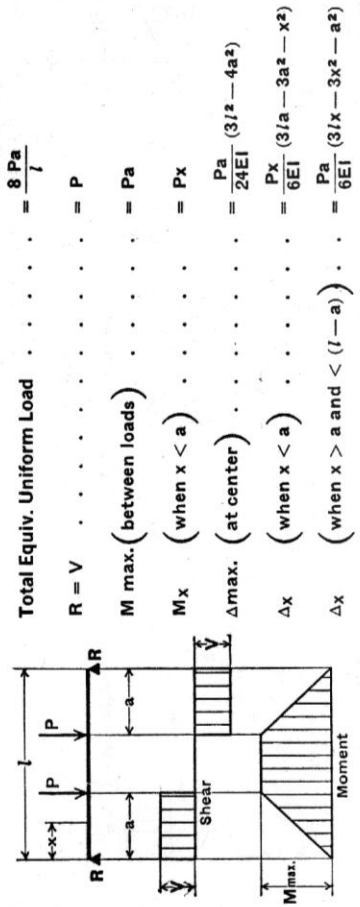 l
x
P
P
R
R
a
a
V
Shear
V
M max.
Moment
Total Equiv. Uniform Load . . . . . . = 8 Pa / l
R = V . . . . . . . . . . . . = P
M max. (between loads) . . . . . . = Pa
Mx (when x < a) . . . . . . = Px
Δmax. (at center) . . . . . . = Pa / 24EI (3l² — 4a²)
Δx (when x < a) . . . . . . = Px / 6EI (3la — 3a² — x²)
Δx (when x > a and < (l — a)) . . = Pa / 6EI (3lx — 3x² — a²)